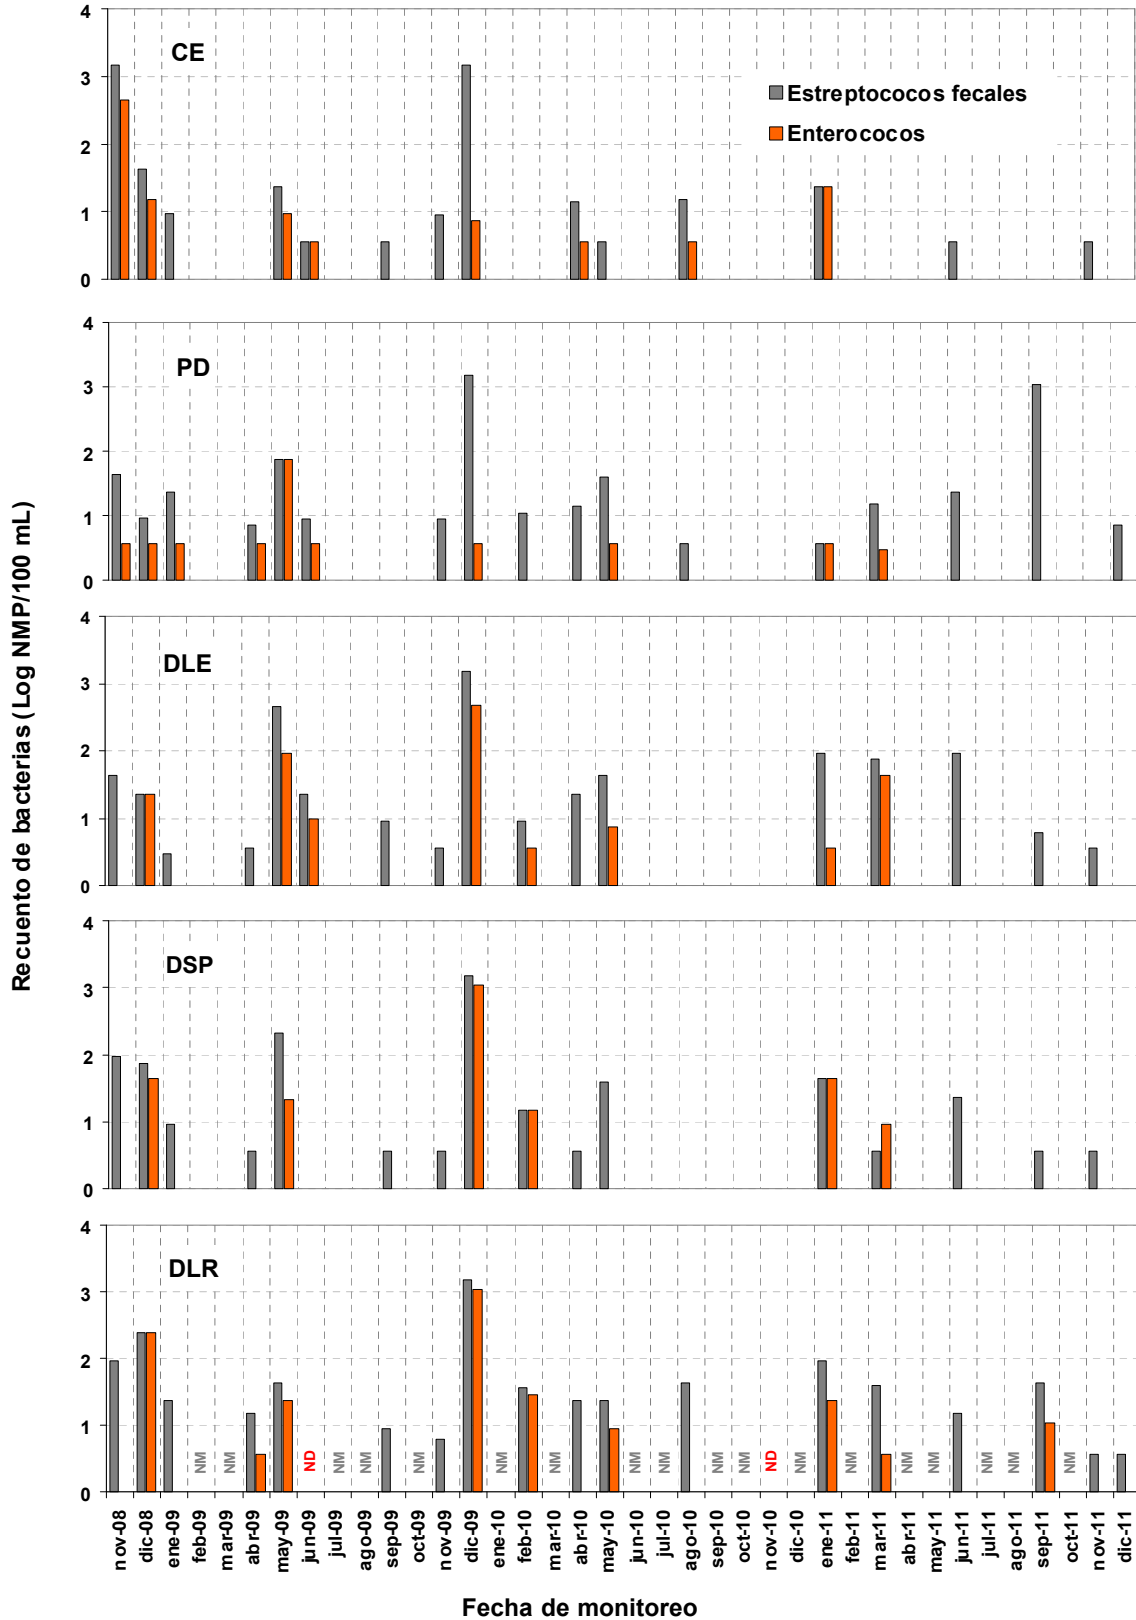 4
3
2
1
0
CE
Estreptococos fecales
Enterococos
4
3
2
1
0
PD
4
3
2
1
0
DLE
4
3
2
1
0
DSP
4
3
2
1
0
DLR
NM NM ND NM NM NM NM NM NM NM NM NM ND NM NM NM NM NM NM NM
nov-08 dic-08 ene-09 feb-09 mar-09 abr-09 may-09 jun-09 jul-09 ago-09 sep-09 oct-09 nov-09 dic-09 ene-10 feb-10 mar-10 abr-10 may-10 jun-10 jul-10 ago-10 sep-10 oct-10 nov-10 dic-10 ene-11 feb-11 mar-11 abr-11 may-11 jun-11 jul-11 ago-11 sep-11 oct-11 nov-11 dic-11
Fecha de monitoreo
Recuento de bacterias (Log NMP/100 mL)